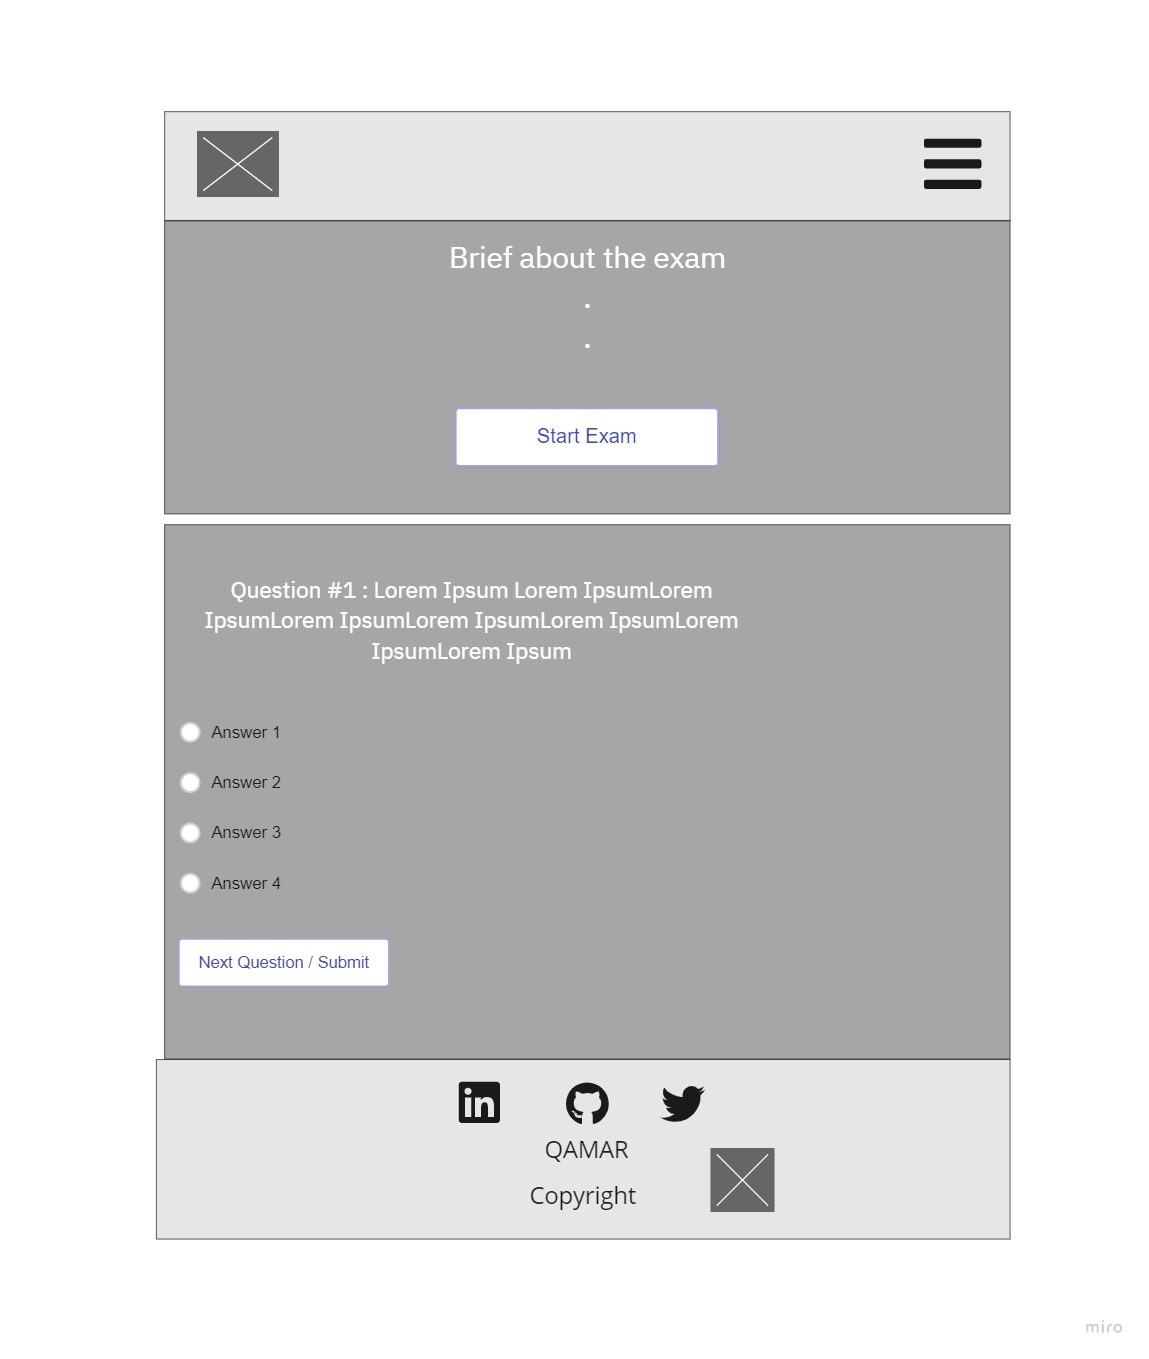 Brief about the exam
.
.
Start Exam
Question #1 : Lorem Ipsum Lorem IpsumLorem
IpsumLorem IpsumLorem IpsumLorem IpsumLorem
IpsumLorem Ipsum
Answer 1
Answer 2
Answer 3
Answer 4
Next Question / Submit
in
QAMAR
Copyright
miro